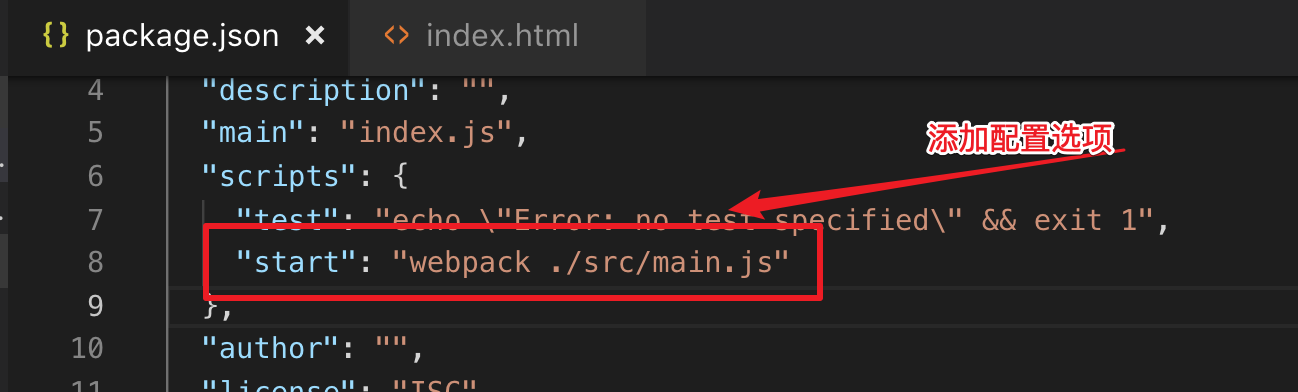 {} package.json ×
<> index.html
4 "description": "",
5 "main": "index.js",
添加配置选项
6 "scripts": {
7 "test": "echo \"Error: no test specified\" && exit 1",
8 "start": "webpack ./src/main.js"
9 },
10 "author": "",
11 "license": "ISC"